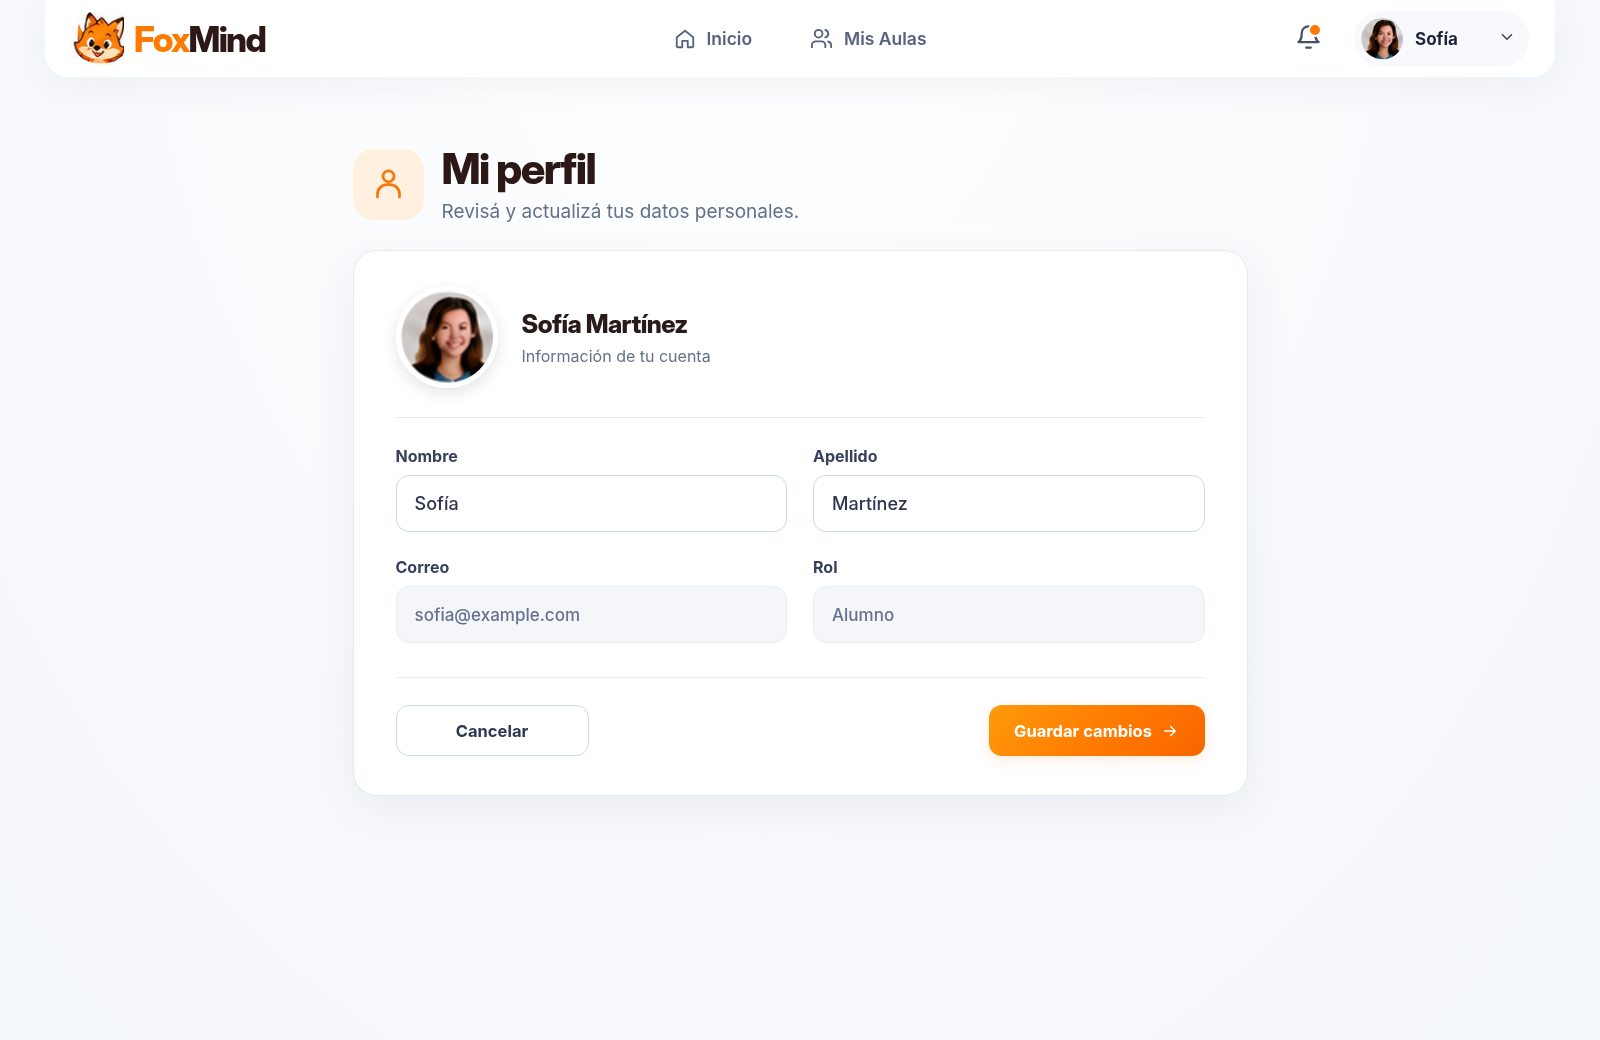 FoxMind
Inicio
Mis Aulas
Sofía
Mi perfil
Revisá y actualizá tus datos personales.
Sofía Martínez
Información de tu cuenta
Nombre
Apellido
Sofía
Martínez
Correo
Rol
sofia@example.com
Alumno
Cancelar
Guardar cambios